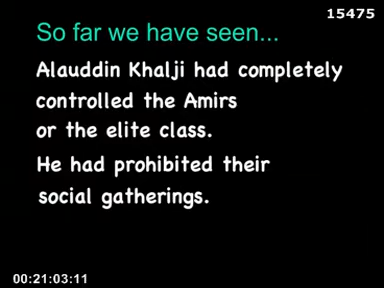 15475
So far we have seen...
Alauddin Khalji had completely
controlled the Amirs
or the elite class.
He had prohibited their
social gatherings.
00:21:03:11